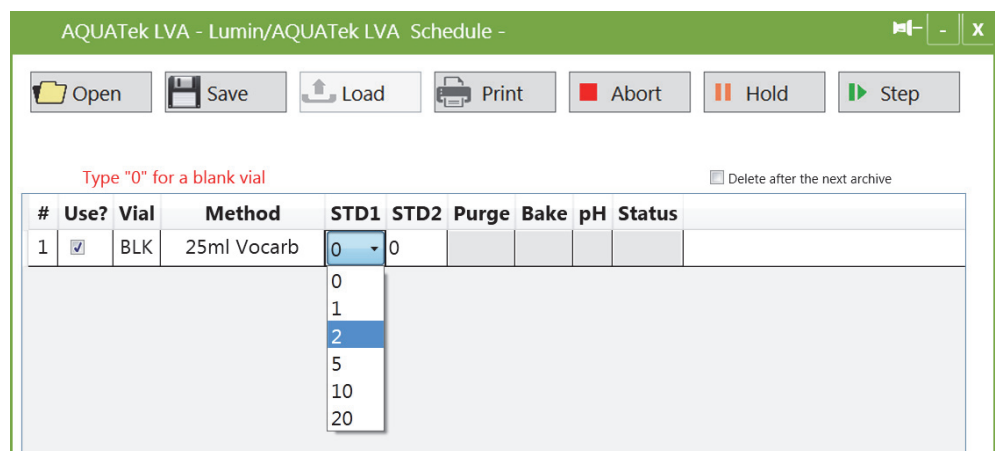 AQUATek LVA - Lumin/AQUATek LVA Schedule -
- x
Open Save Load Print Abort Hold Step
Type "0" for a blank vial Delete after the next archive
# Use? Vial Method STD1 STD2 Purge Bake pH Status
1 BLK 25ml Vocarb 0 0
0
1
2
5
10
20